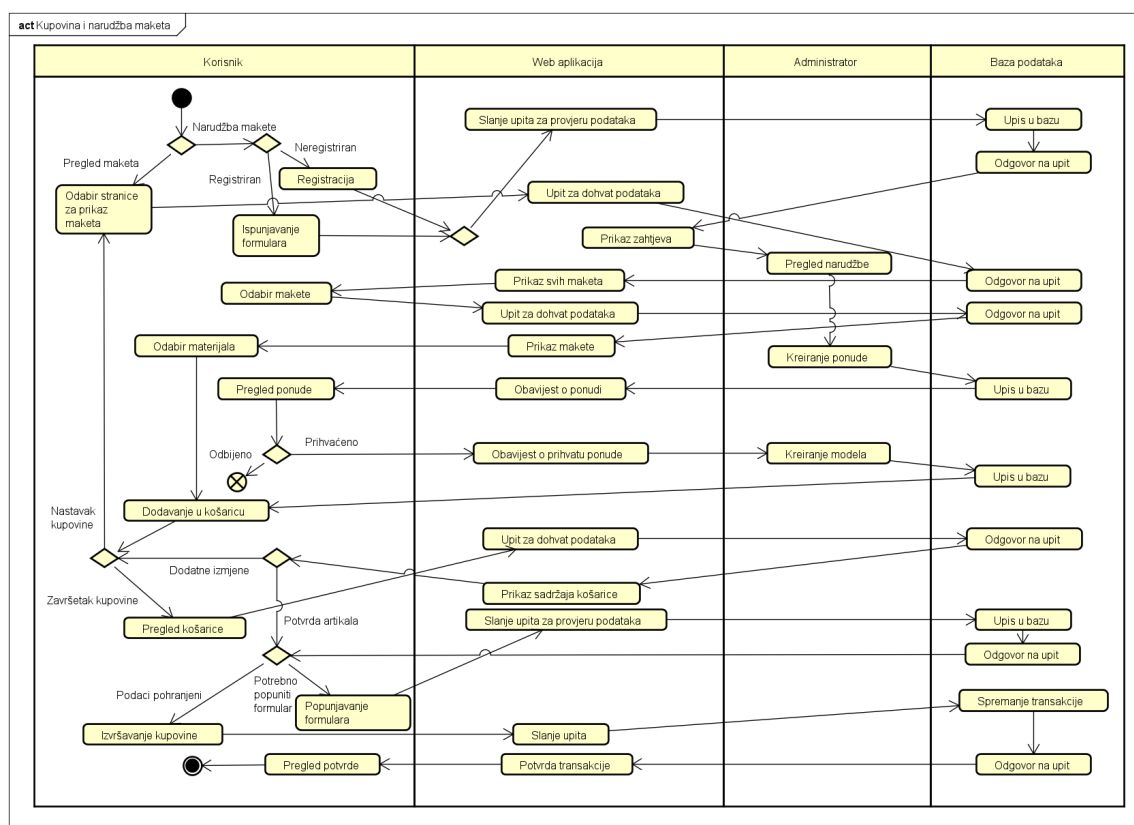 act Kupovina i narudžba maketa
Korisnik
Web aplikacija
Administrator
Baza podataka
Slanje upita za provjeru podataka
Upis u bazu
Narudžba makete
Neregistriran
Pregled maketa
Odgovor na upit
Registriran
Registracija
Odabir stranice
za prikaz
maketa
Upit za dohvat podataka
Ispunjavanje
formulara
Prikaz zahtjeva
Pregled narudžbe
Prikaz svih maketa
Odgovor na upit
Odabir makete
Upit za dohvat podataka
Odgovor na upit
Odabir materijala
Prikaz makete
Kreiranje ponude
Pregled ponude
Obavijest o ponudi
Upis u bazu
Prihvaćeno
Odbijeno
Obavijest o prihvatu ponude
Kreiranje modela
Upis u bazu
Nastavak
kupovine
Dodavanje u košaricu
Upit za dohvat podataka
Odgovor na upit
Dodatne izmjene
Završetak kupovine
Prikaz sadržaja košarice
Pregled košarice
Potvrda artikala
Slanje upita za provjeru podataka
Upis u bazu
Odgovor na upit
Podaci pohranjeni
Potrebno
popuniti
formular
Popunjavanje
formulara
Spremanje transakcije
Izvršavanje kupovine
Slanje upita
Pregled potvrde
Potvrda transakcije
Odgovor na upit